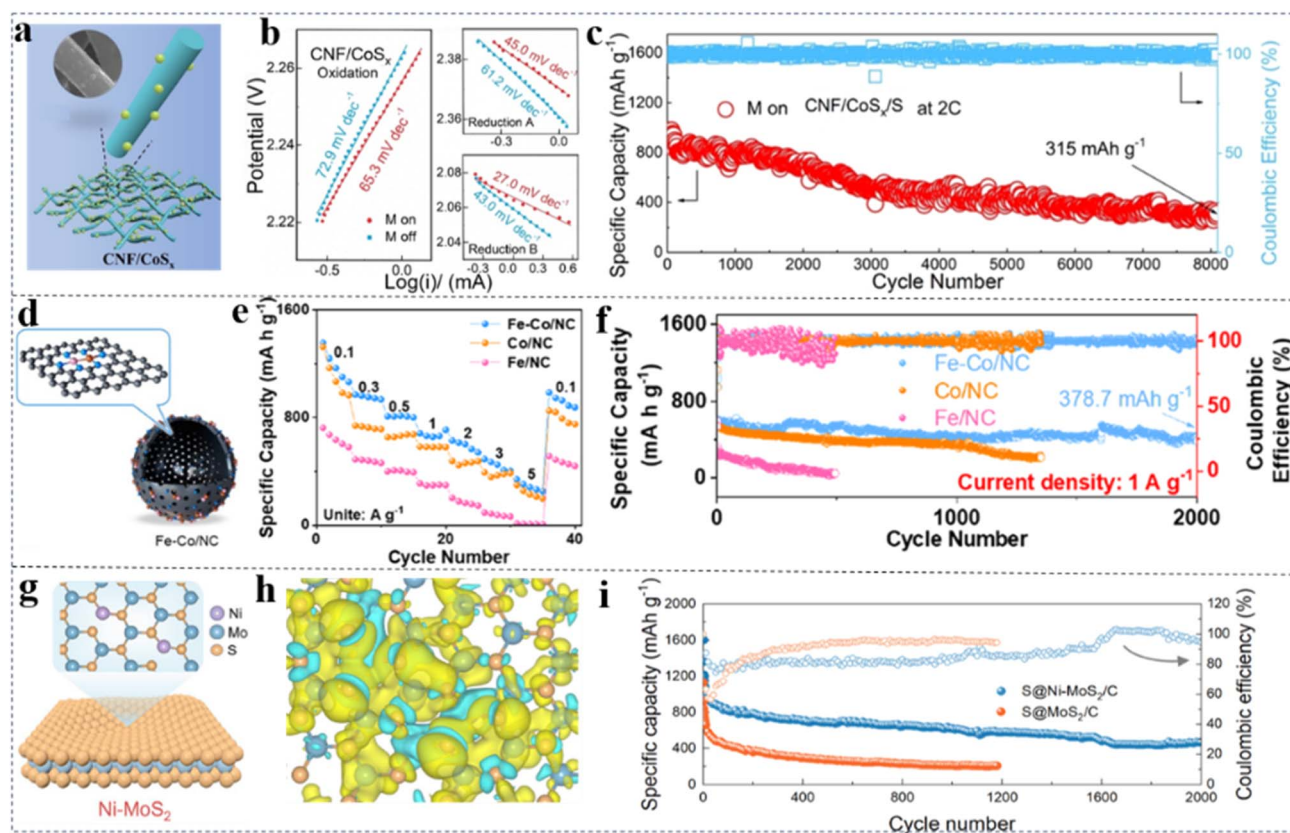 a
CNF/CoSx
b
Potential (V)
2.26
2.24
2.22
CNF/CoSx
Oxidation
72.9 mV dec-1
65.3 mV dec-1
M on
M off
-0.5
0.0
Log(i)/ (mA)
2.38
2.36
45.0 mV dec-1
61.2 mV dec-1
Reduction A
-0.3
0.0
2.08
2.06
2.04
27.0 mV dec-1
43.0 mV dec-1
Reduction B
-0.3 0.0 0.3 0.6
c
Specific Capacity (mAh g-1)
1600
1200
800
400
0
M on CNF/CoSx/S at 2C
315 mAh g-1
100
50
0
Coulombic Efficiency (%)
0 1000 2000 3000 4000 5000 6000 7000 8000
Cycle Number
d
Fe-Co/NC
e
Specific Capacity (mA h g-1)
1600
800
0
Fe-Co/NC
Co/NC
Fe/NC
0.1
0.3
0.5
1
2
3
5
0.1
Unite: A g-1
0 20 40
Cycle Number
f
Specific Capacity
(mA h g-1)
1600
800
0
Fe-Co/NC
Co/NC
Fe/NC
378.7 mAh g-1
Current density: 1 A g-1
100
50
0
Coulombic
Efficiency (%)
0 1000 2000
Cycle Number
g
Ni
Mo
S
Ni-MoS2
h
i
Specific capacity (mAh g-1)
2000
1600
1200
800
400
0
S@Ni-MoS2/C
S@MoS2/C
120
100
80
60
40
20
0
Coulombic efficiency (%)
0 400 800 1200 1600 2000
Cycle number